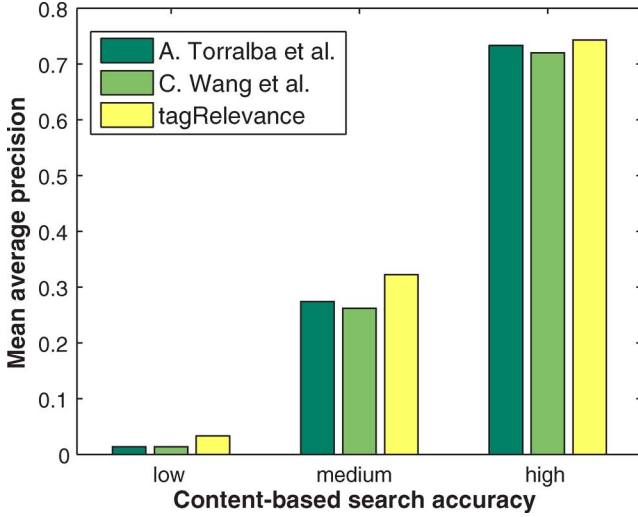 0.8
0.7
0.6
0.5
0.4
0.3
0.2
0.1
0
Mean average precision
A. Torralba et al.
C. Wang et al.
tagRelevance
low medium high
Content-based search accuracy